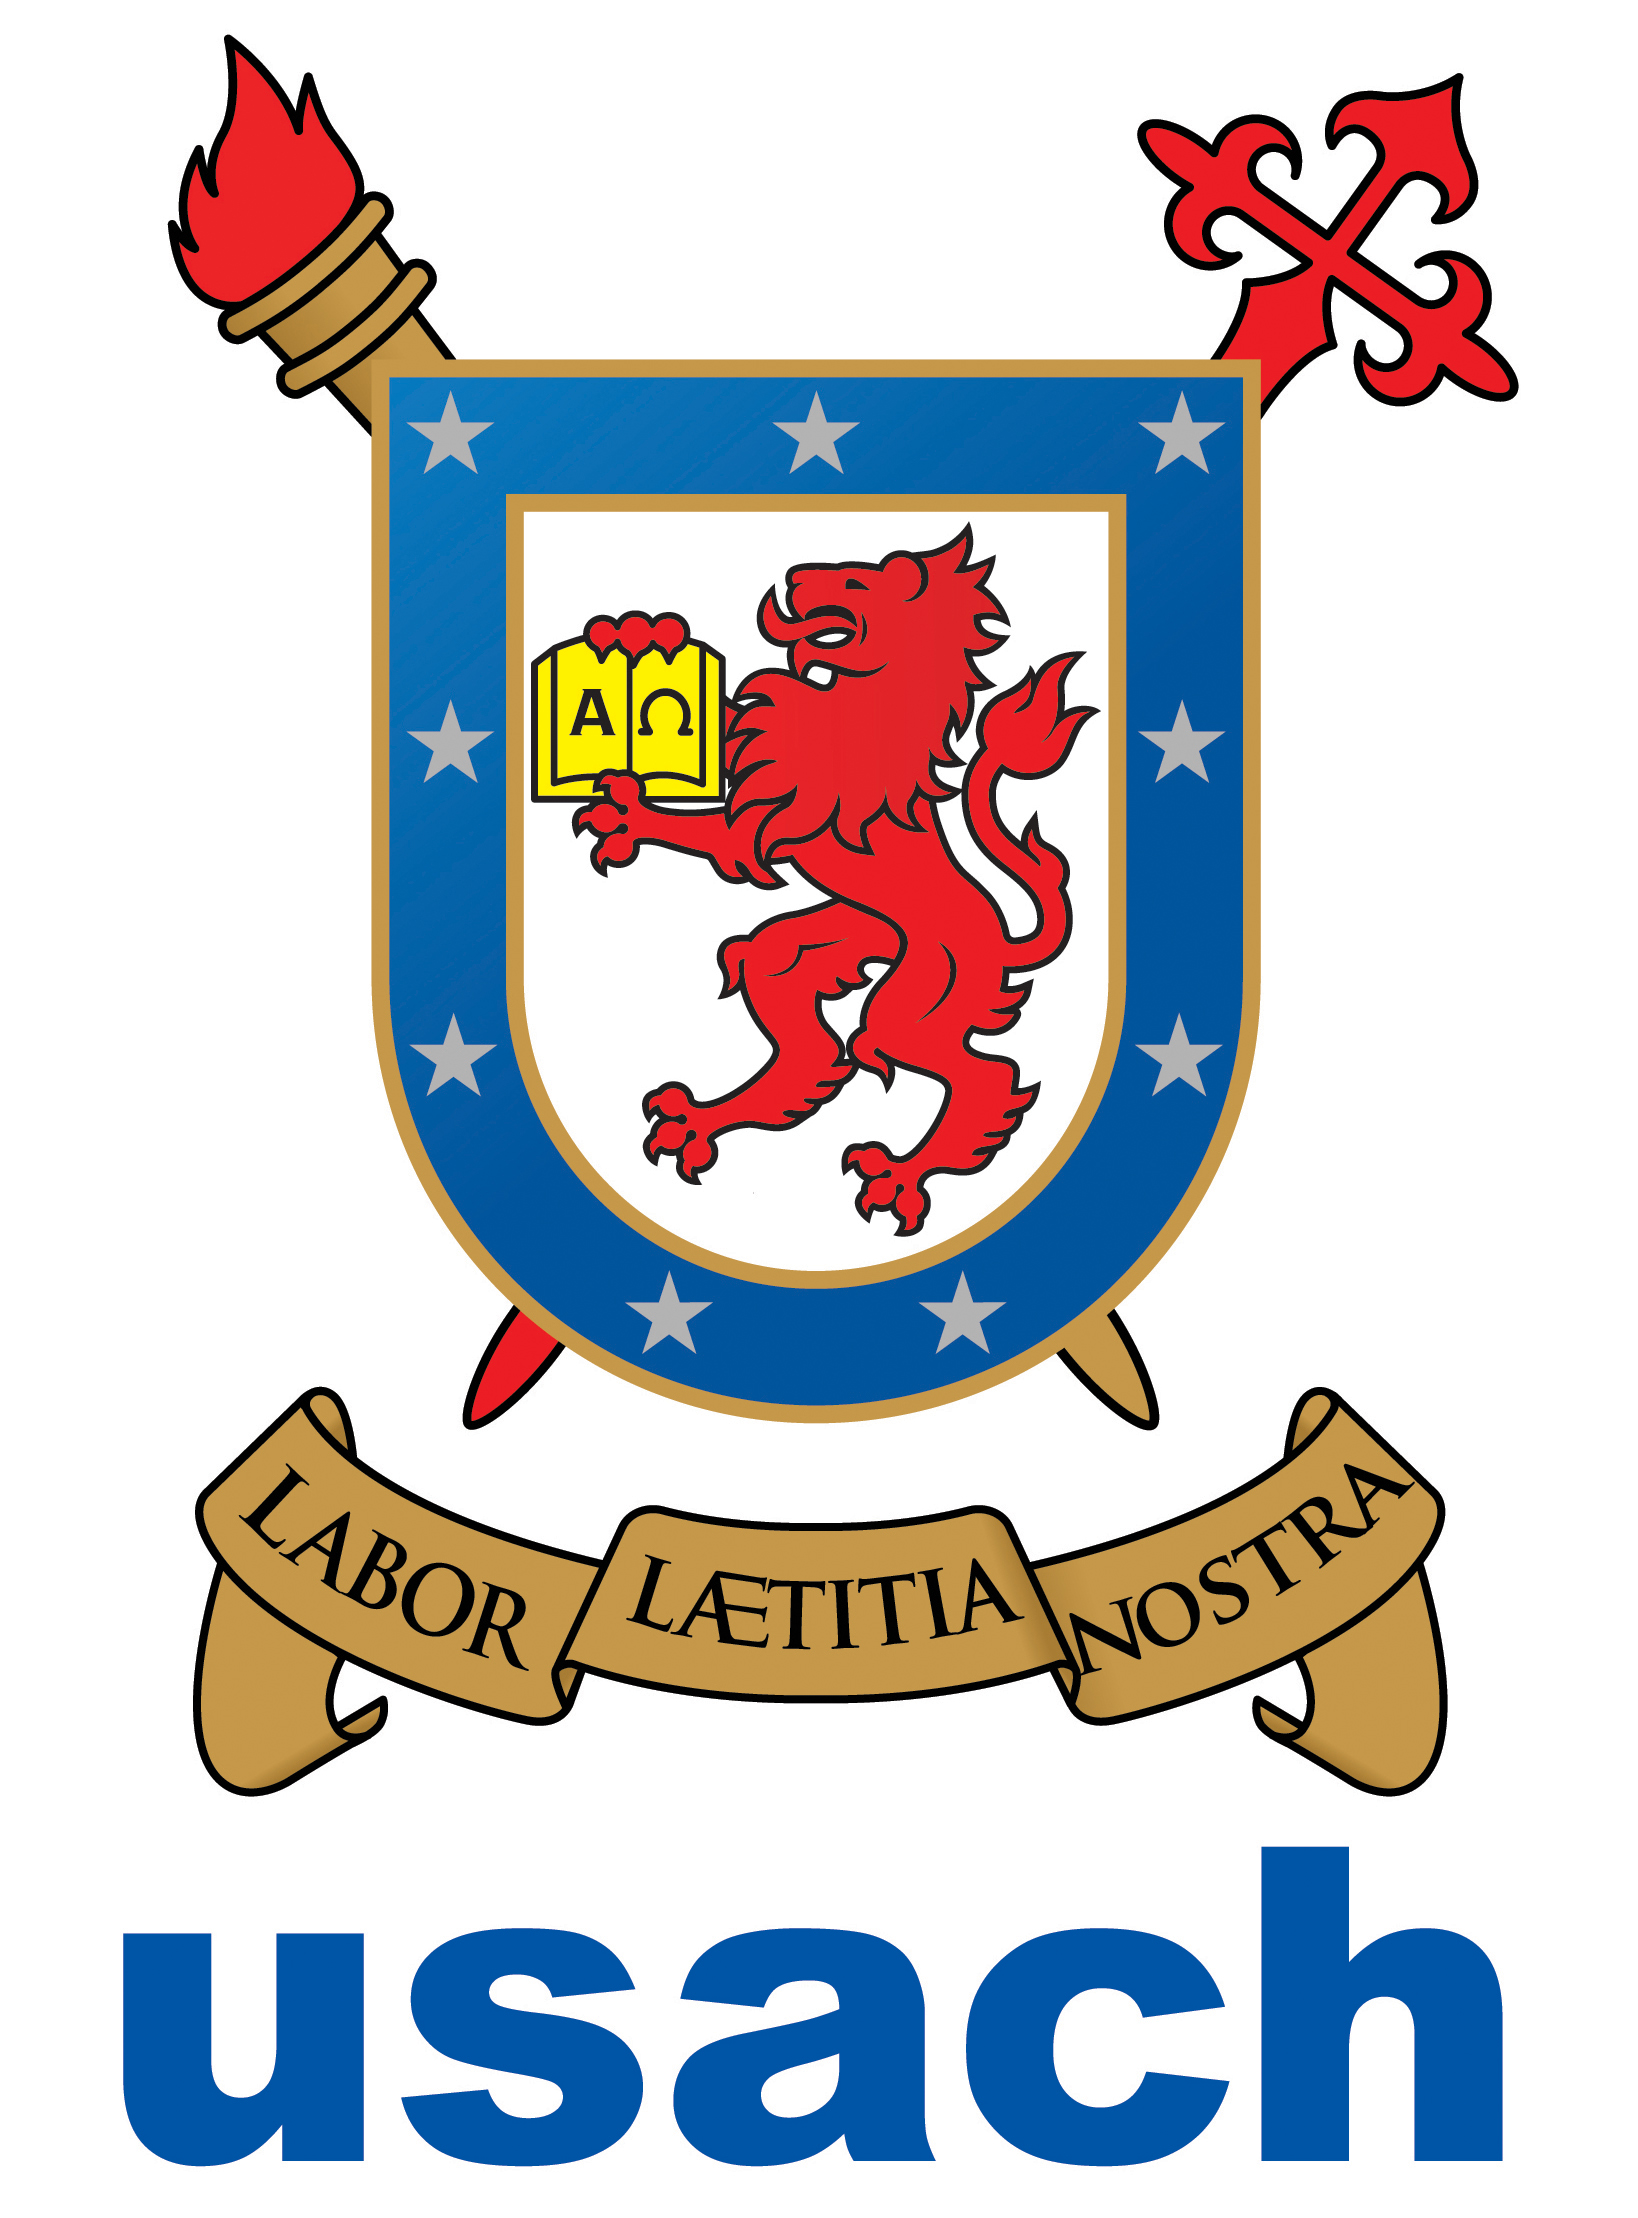 Α Ω
LABOR LÆTITIA NOSTRA
usach